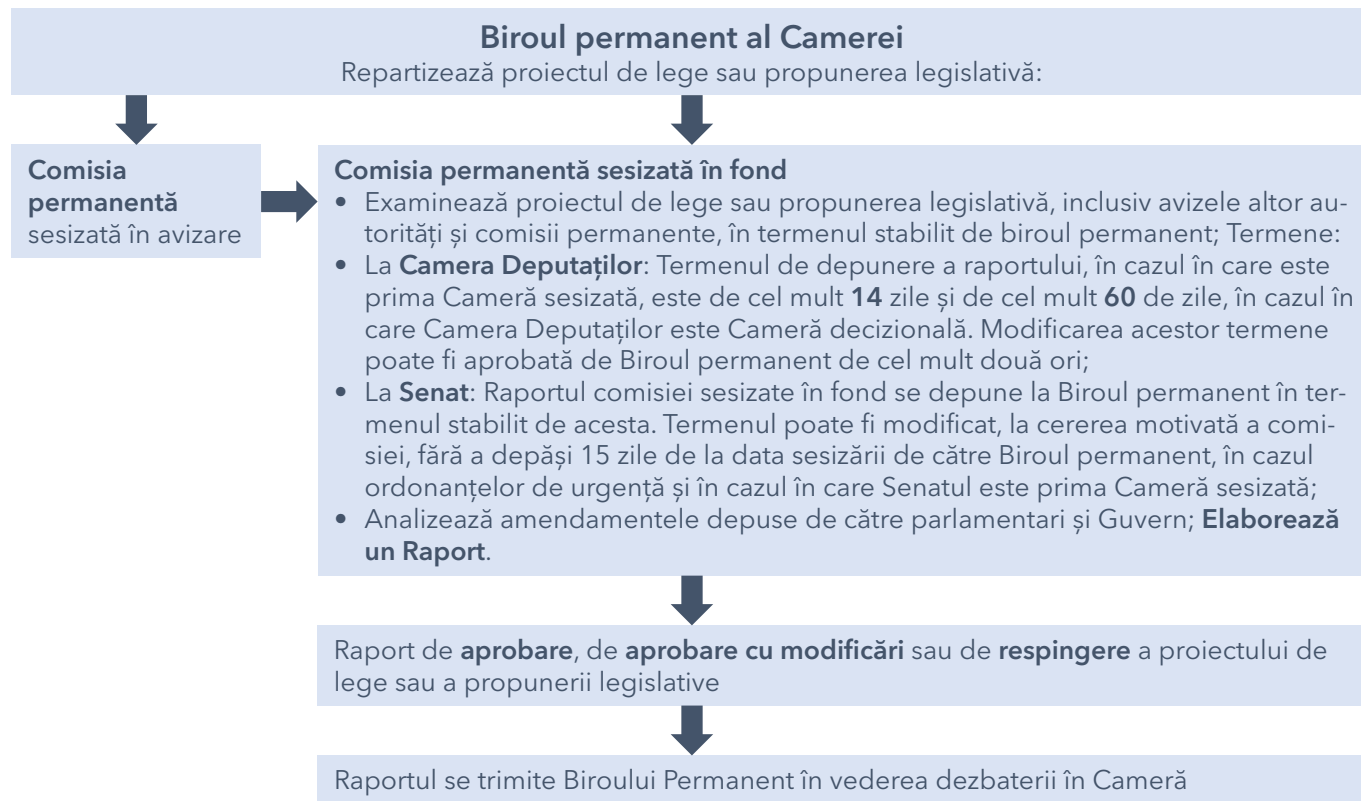 Biroul permanent al Camerei
Repartizează proiectul de lege sau propunerea legislativă:
Comisia
permanentă
sesizată în avizare
Comisia permanentă sesizată în fond
• Examinează proiectul de lege sau propunerea legislativă, inclusiv avizele altor au-
torități și comisii permanente, în termenul stabilit de biroul permanent; Termene:
• La Camera Deputaților: Termenul de depunere a raportului, în cazul în care este
prima Cameră sesizată, este de cel mult 14 zile și de cel mult 60 de zile, în cazul în
care Camera Deputaților este Cameră decizională. Modificarea acestor termene
poate fi aprobată de Biroul permanent de cel mult două ori;
• La Senat: Raportul comisiei sesizate în fond se depune la Biroul permanent în ter-
menul stabilit de acesta. Termenul poate fi modificat, la cererea motivată a comi-
siei, fără a depăși 15 zile de la data sesizării de către Biroul permanent, în cazul
ordonanțelor de urgență și în cazul în care Senatul este prima Cameră sesizată;
• Analizează amendamentele depuse de către parlamentari și Guvern; Elaborează
un Raport.
Raport de aprobare, de aprobare cu modificări sau de respingere a proiectului de
lege sau a propunerii legislative
Raportul se trimite Biroului Permanent în vederea dezbaterii în Cameră